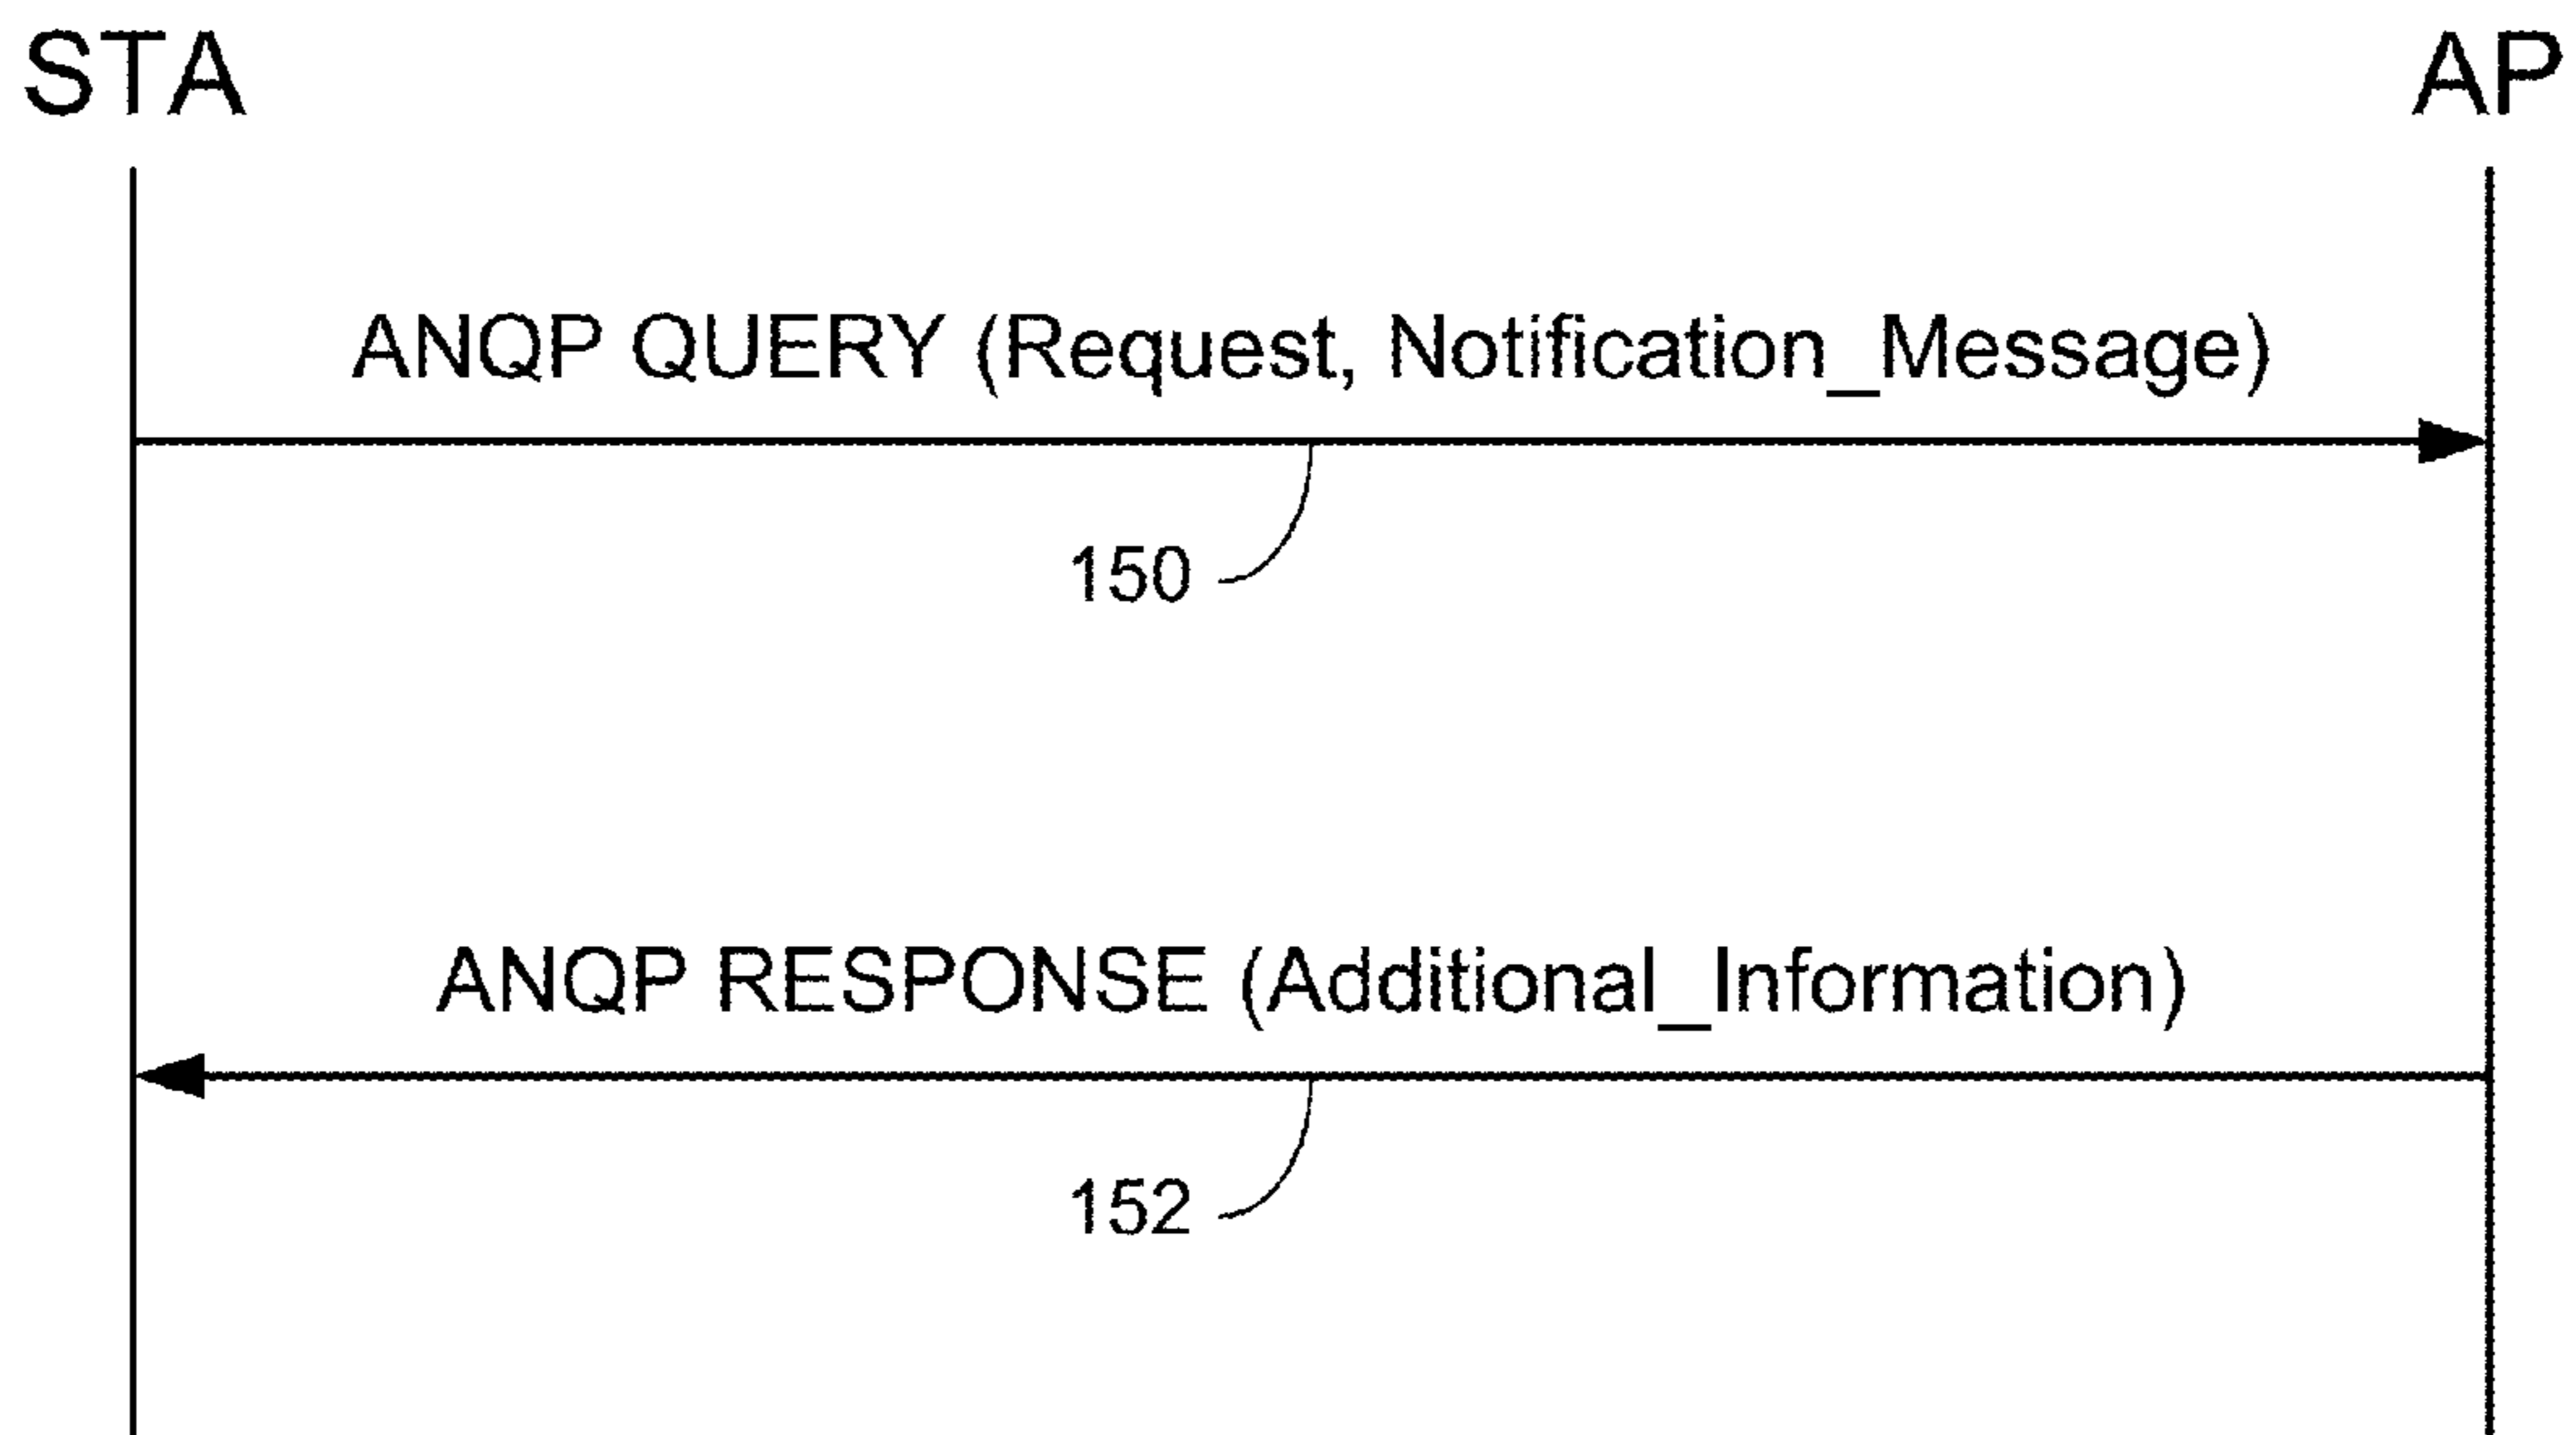 STA AP
ANQP QUERY (Request, Notification_Message)
150
ANQP RESPONSE (Additional_Information)
152